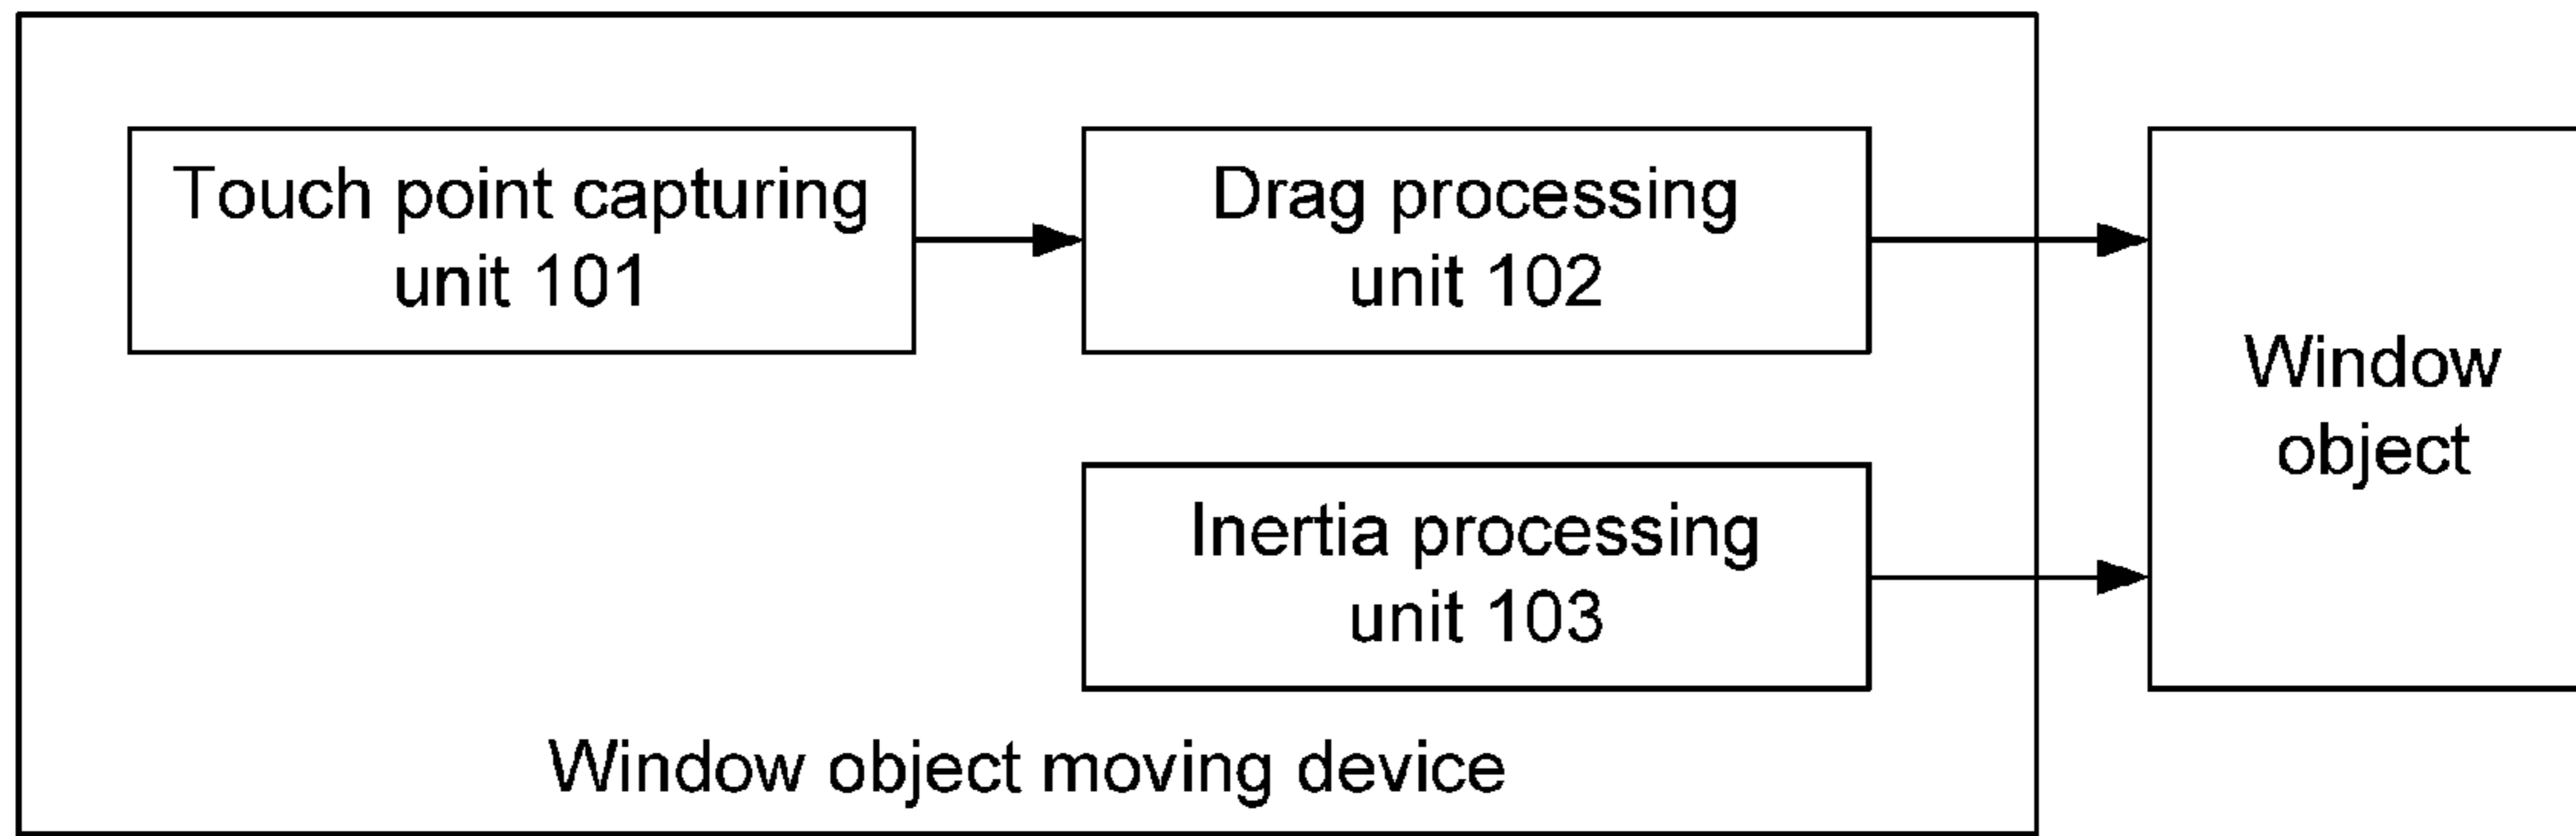 Touch point capturing
unit 101
Drag processing
unit 102
Window
object
Inertia processing
unit 103
Window object moving device